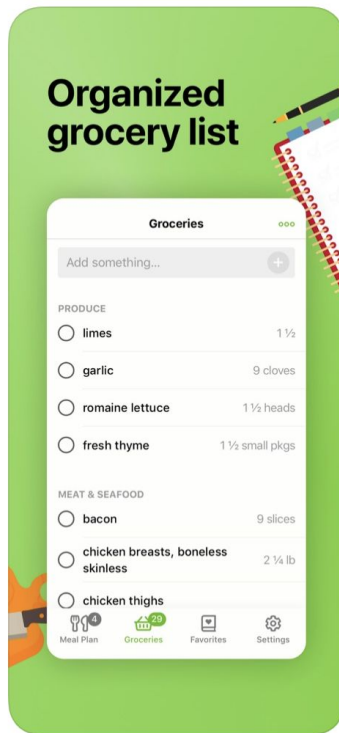 Organized
grocery list
Groceries
Add something...
PRODUCE
limes 1 ½
garlic 9 cloves
romaine lettuce 1 ½ heads
fresh thyme 1 ½ small pkgs
MEAT & SEAFOOD
bacon 9 slices
chicken breasts, boneless
skinless 2 ¼ lb
chicken thighs
4 29
Meal Plan Groceries Favorites Settings